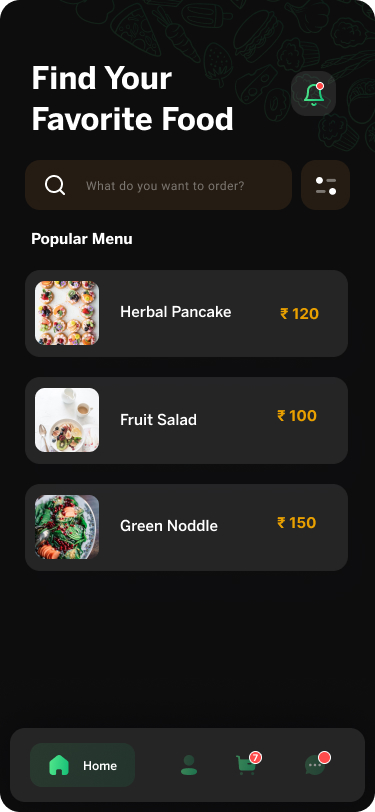 Find Your
Favorite Food
What do you want to order?
Popular Menu
Herbal Pancake
₹ 120
Fruit Salad
₹ 100
Green Noddle
₹ 150
Home
7